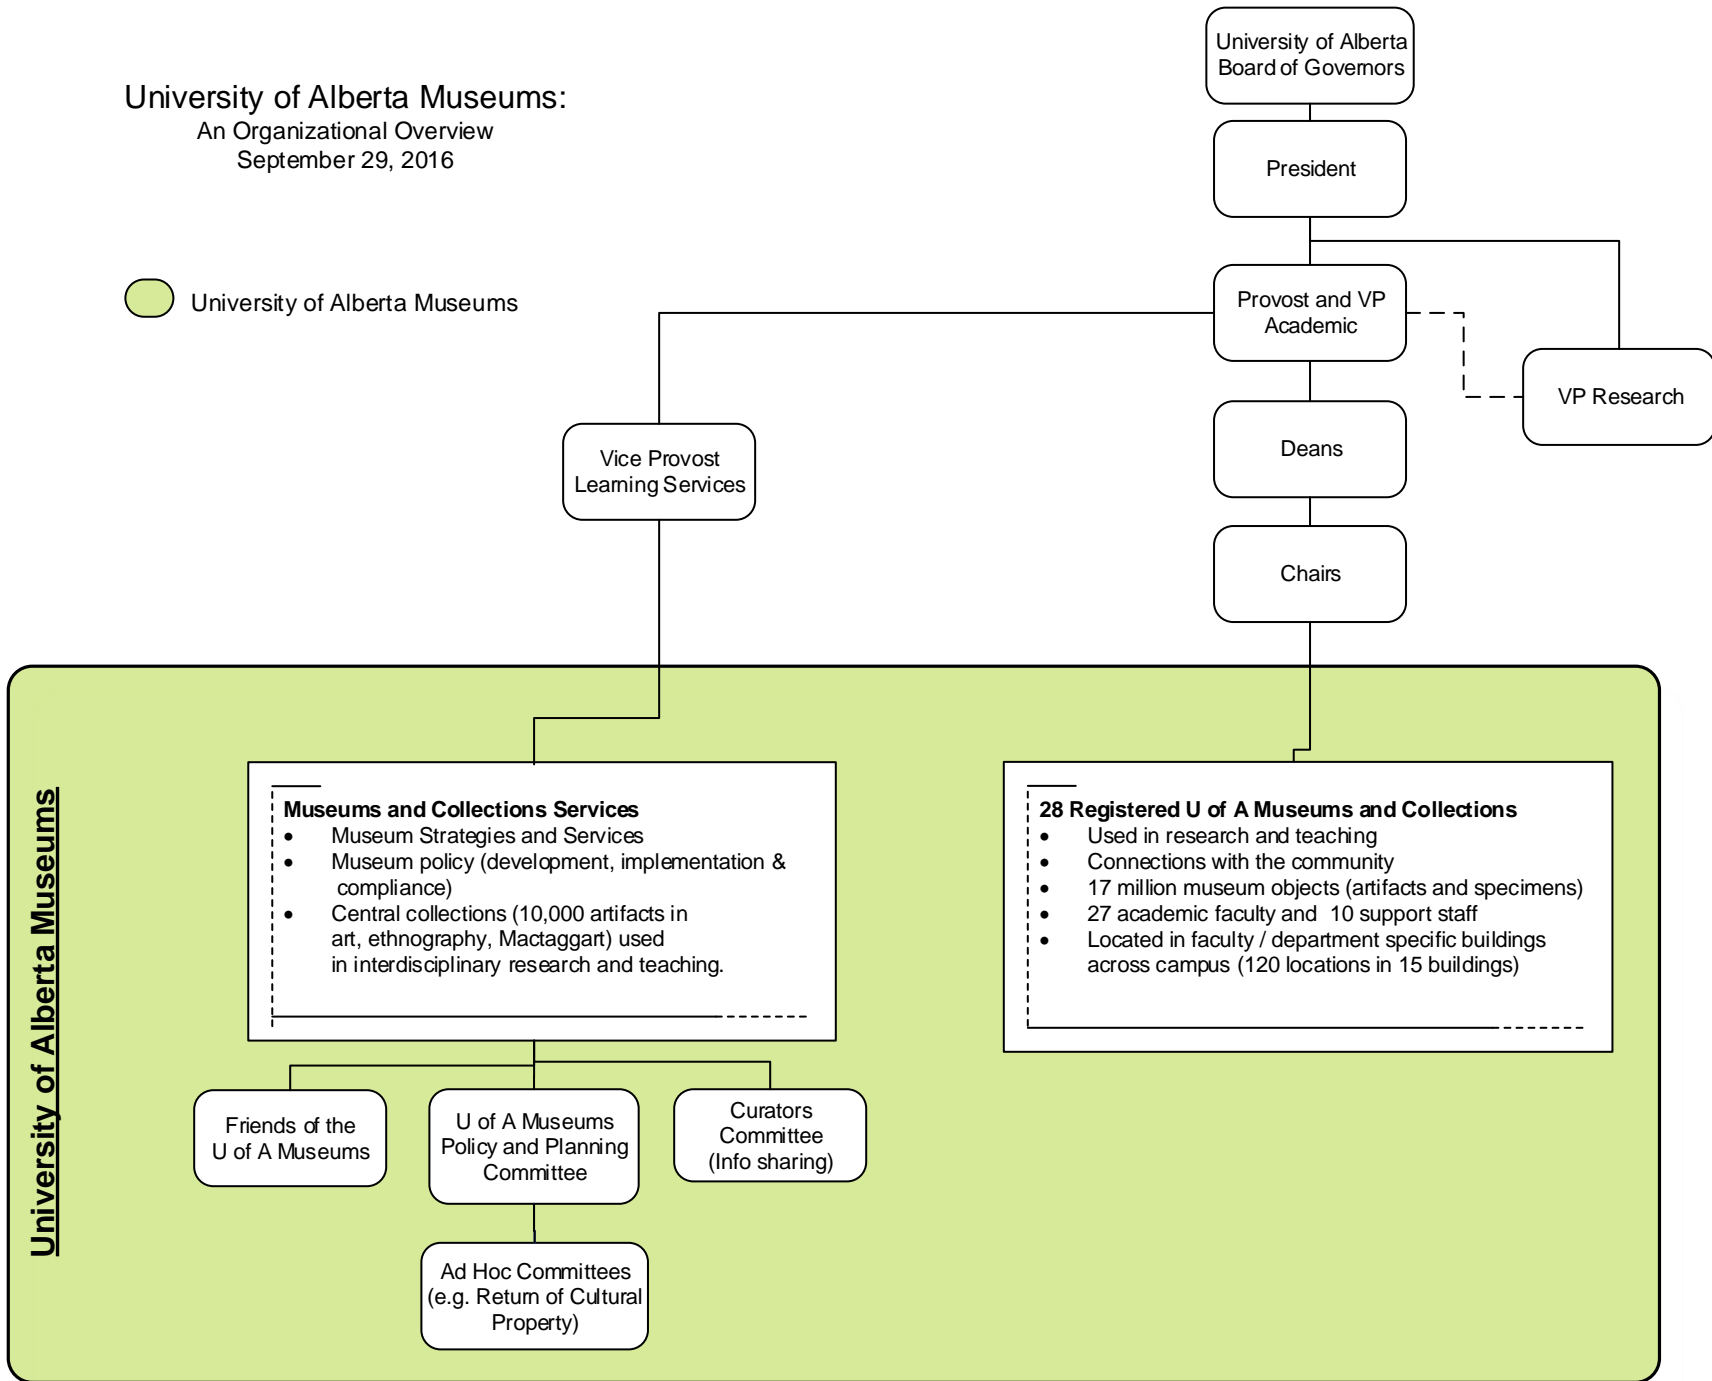 University of Alberta Museums:
An Organizational Overview
September 29, 2016
University of Alberta Museums
University of Alberta
Board of Governors
President
Provost and VP
Academic
VP Research
Deans
Vice Provost
Learning Services
Chairs
University of Alberta Museums
Museums and Collections Services
• Museum Strategies and Services
• Museum policy (development, implementation &
compliance)
• Central collections (10,000 artifacts in
art, ethnography, Mactaggart) used
in interdisciplinary research and teaching.
28 Registered U of A Museums and Collections
• Used in research and teaching
• Connections with the community
• 17 million museum objects (artifacts and specimens)
• 27 academic faculty and 10 support staff
• Located in faculty / department specific buildings
across campus (120 locations in 15 buildings)
Friends of the
U of A Museums
U of A Museums
Policy and Planning
Committee
Curators
Committee
(Info sharing)
Ad Hoc Committees
(e.g. Return of Cultural
Property)